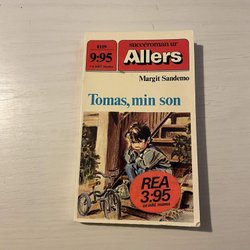 succéroman ur
9:95
Allers
Margit Sandemo
Tomas, min son
REA
3:95